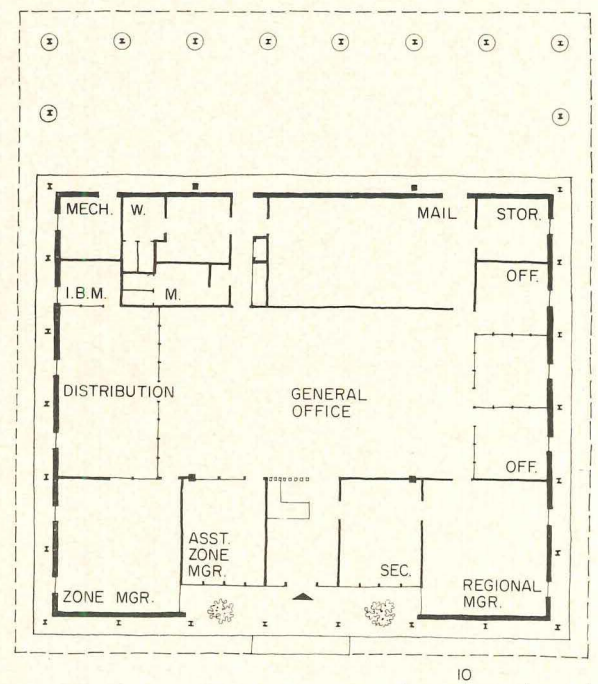 MECH.
W.
MAIL
STOR.
OFF.
I.B.M.
M.
DISTRIBUTION
GENERAL
OFFICE
OFF.
ASST.
ZONE
MGR.
SEC.
ZONE MGR.
REGIONAL
MGR.
10